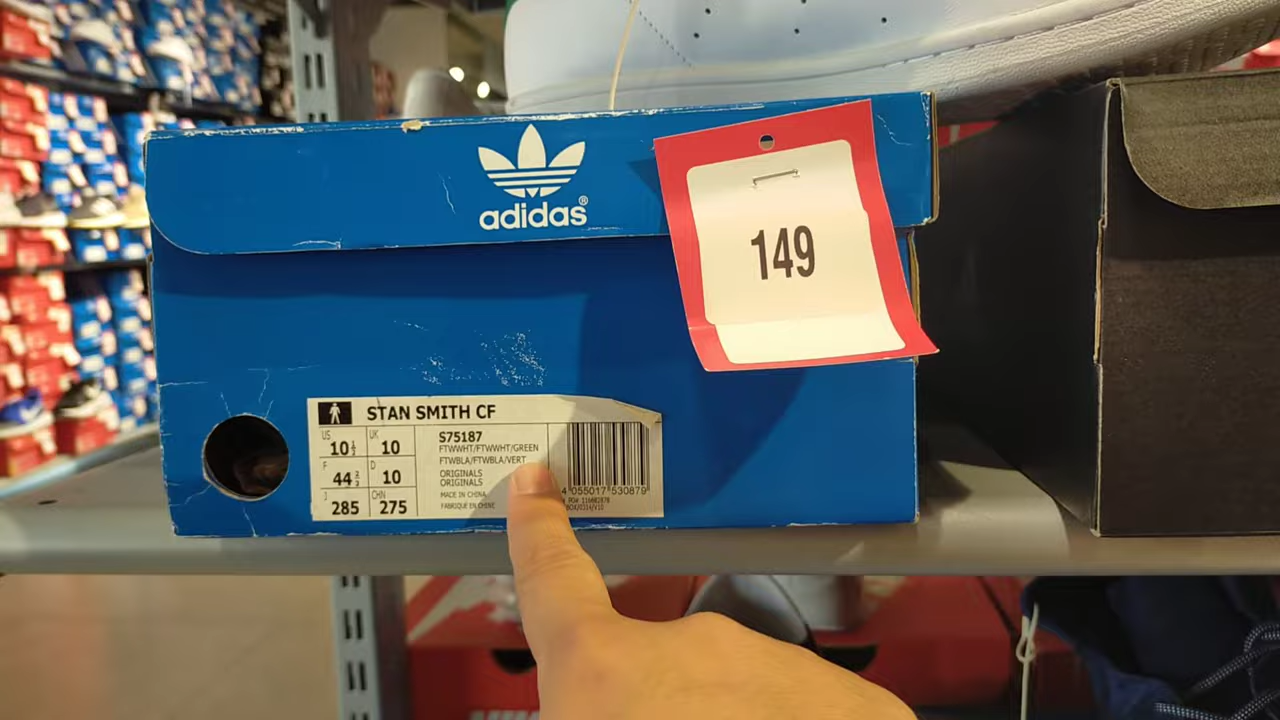 adidas®
149
STAN SMITH CF
US 10½ UK 10
F 44⅔ D 10
J 285 CHN 275
S75187
FTWWHT/FTWWHT/GREEN
FTWBLA/FTWBLA/VERT
ORIGINALS
ORIGINALS
MADE IN CHINA
FABRIQUE EN CHINE
4 055017 530879